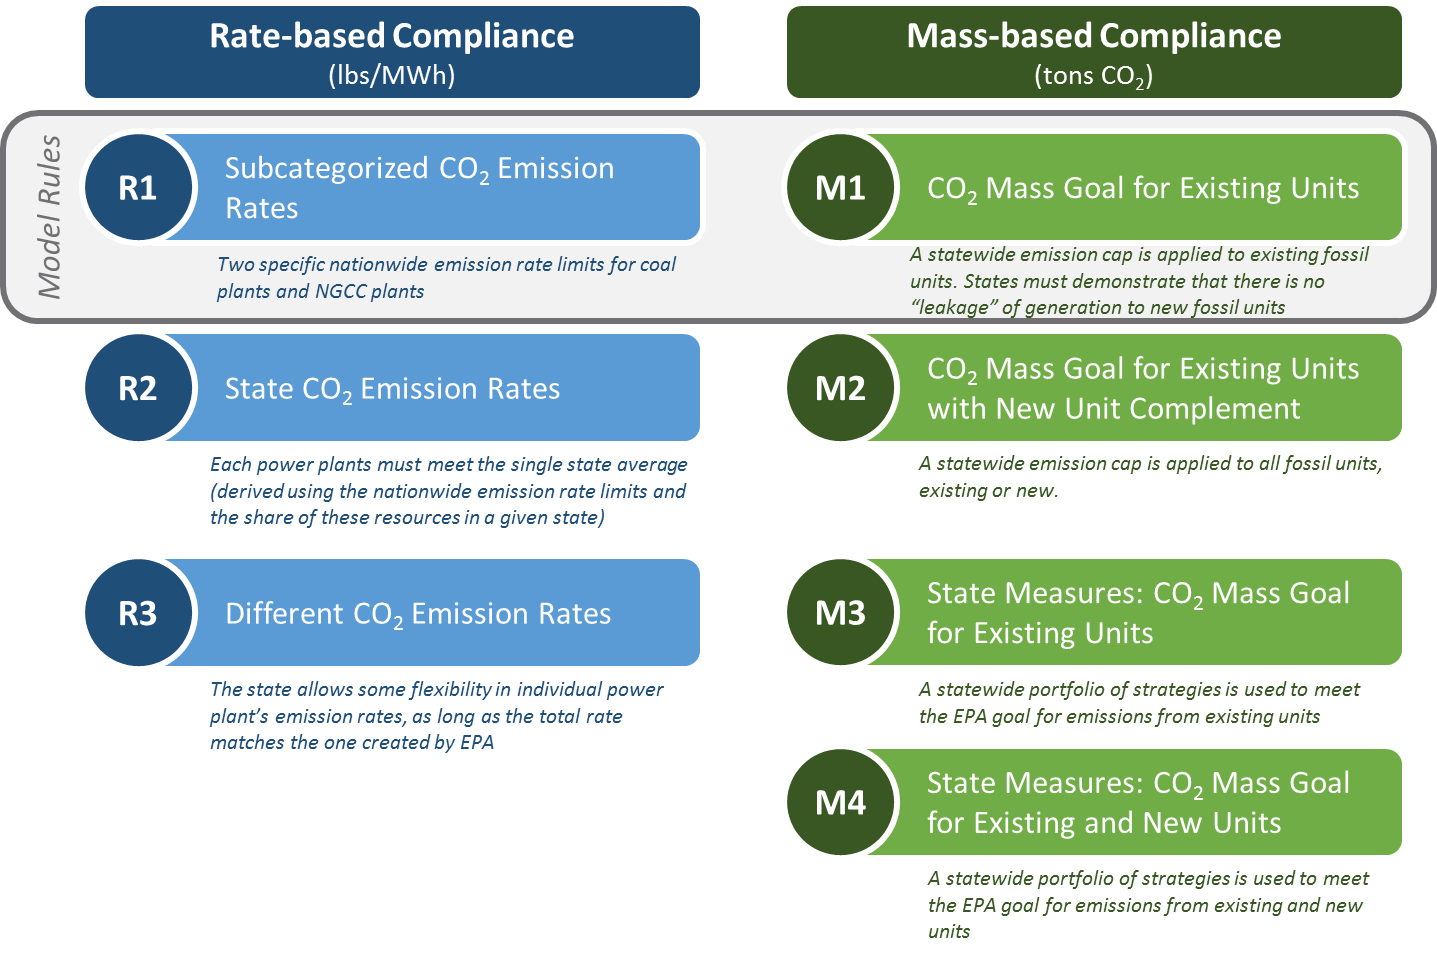 Rate-based Compliance
(lbs/MWh)
Mass-based Compliance
(tons CO₂)
Model Rules
R1
Subcategorized CO₂ Emission
Rates
Two specific nationwide emission rate limits for coal
plants and NGCC plants
R2
State CO₂ Emission Rates
Each power plants must meet the single state average
(derived using the nationwide emission rate limits and
the share of these resources in a given state)
R3
Different CO₂ Emission Rates
The state allows some flexibility in individual power
plant’s emission rates, as long as the total rate
matches the one created by EPA
M1
CO₂ Mass Goal for Existing Units
A statewide emission cap is applied to existing fossil
units. States must demonstrate that there is no
“leakage” of generation to new fossil units
M2
CO₂ Mass Goal for Existing Units
with New Unit Complement
A statewide emission cap is applied to all fossil units,
existing or new.
M3
State Measures: CO₂ Mass Goal
for Existing Units
A statewide portfolio of strategies is used to meet
the EPA goal for emissions from existing units
M4
State Measures: CO₂ Mass Goal
for Existing and New Units
A statewide portfolio of strategies is used to meet
the EPA goal for emissions from existing and new
units